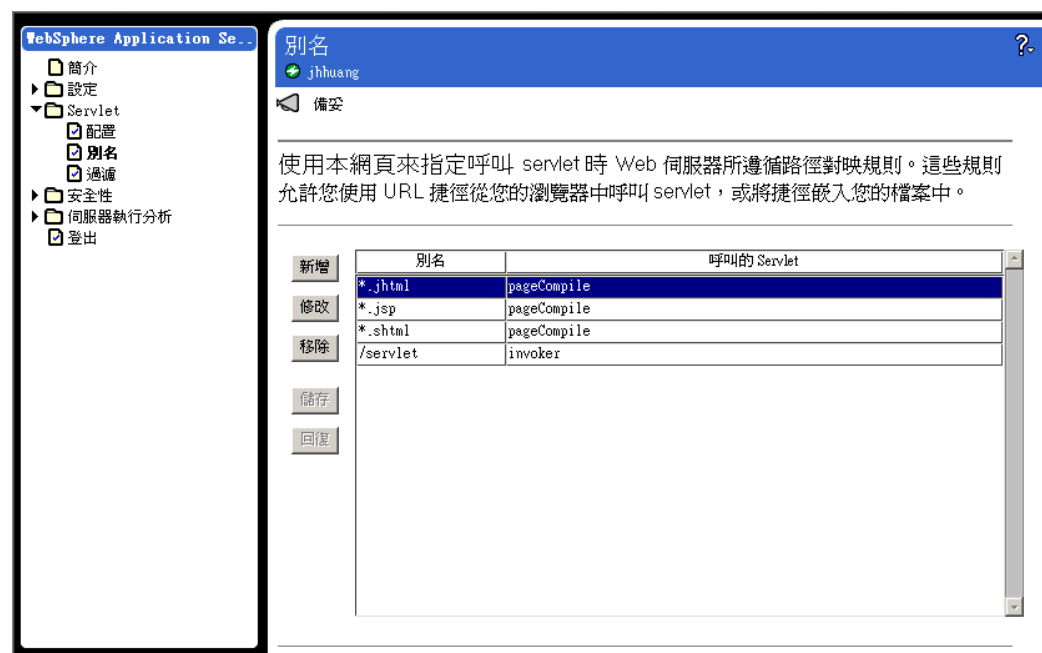 WebSphere Application Se..
簡介
設定
Servlet
配置
別名
過濾
安全性
伺服器執行分析
登出
別名
jhhuang
?
備妥
使用本網頁來指定呼叫 servlet 時 Web 伺服器所遵循路徑對映規則。這些規則
允許您使用 URL 捷徑從您的瀏覽器中呼叫 servlet，或將捷徑嵌入您的檔案中。
新增
修改
移除
儲存
回復
別名 呼叫的 Servlet
*.jhtml pageCompile
*.jsp pageCompile
*.shtml pageCompile
/servlet invoker